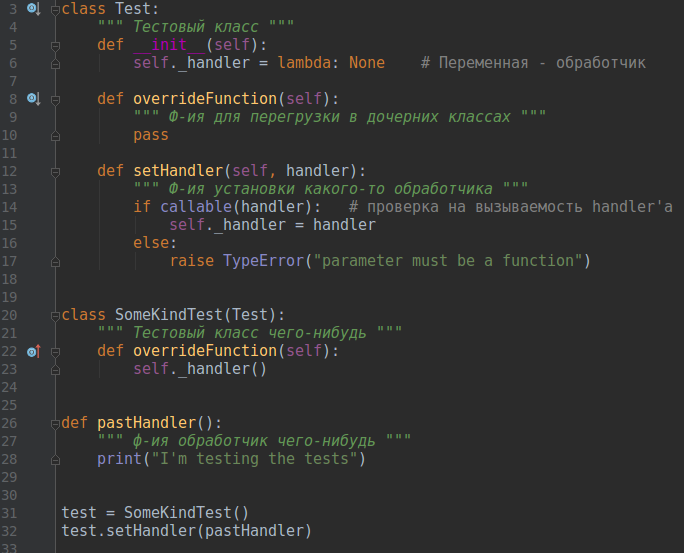 3 class Test:
4     """ Тестовый класс """
5     def __init__(self):
6         self._handler = lambda: None    # Переменная - обработчик
7
8     def overrideFunction(self):
9         """ Ф-ия для перегрузки в дочерних классах """
10         pass
11
12     def setHandler(self, handler):
13         """ Ф-ия установки какого-то обработчика """
14         if callable(handler):   # проверка на вызываемость handler'а
15             self._handler = handler
16         else:
17             raise TypeError("parameter must be a function")
18
19
20 class SomeKindTest(Test):
21     """ Тестовый класс чего-нибудь """
22     def overrideFunction(self):
23         self._handler()
24
25
26 def pastHandler():
27     """ ф-ия обработчик чего-нибудь """
28     print("I'm testing the tests")
29
30
31 test = SomeKindTest()
32 test.setHandler(pastHandler)
33